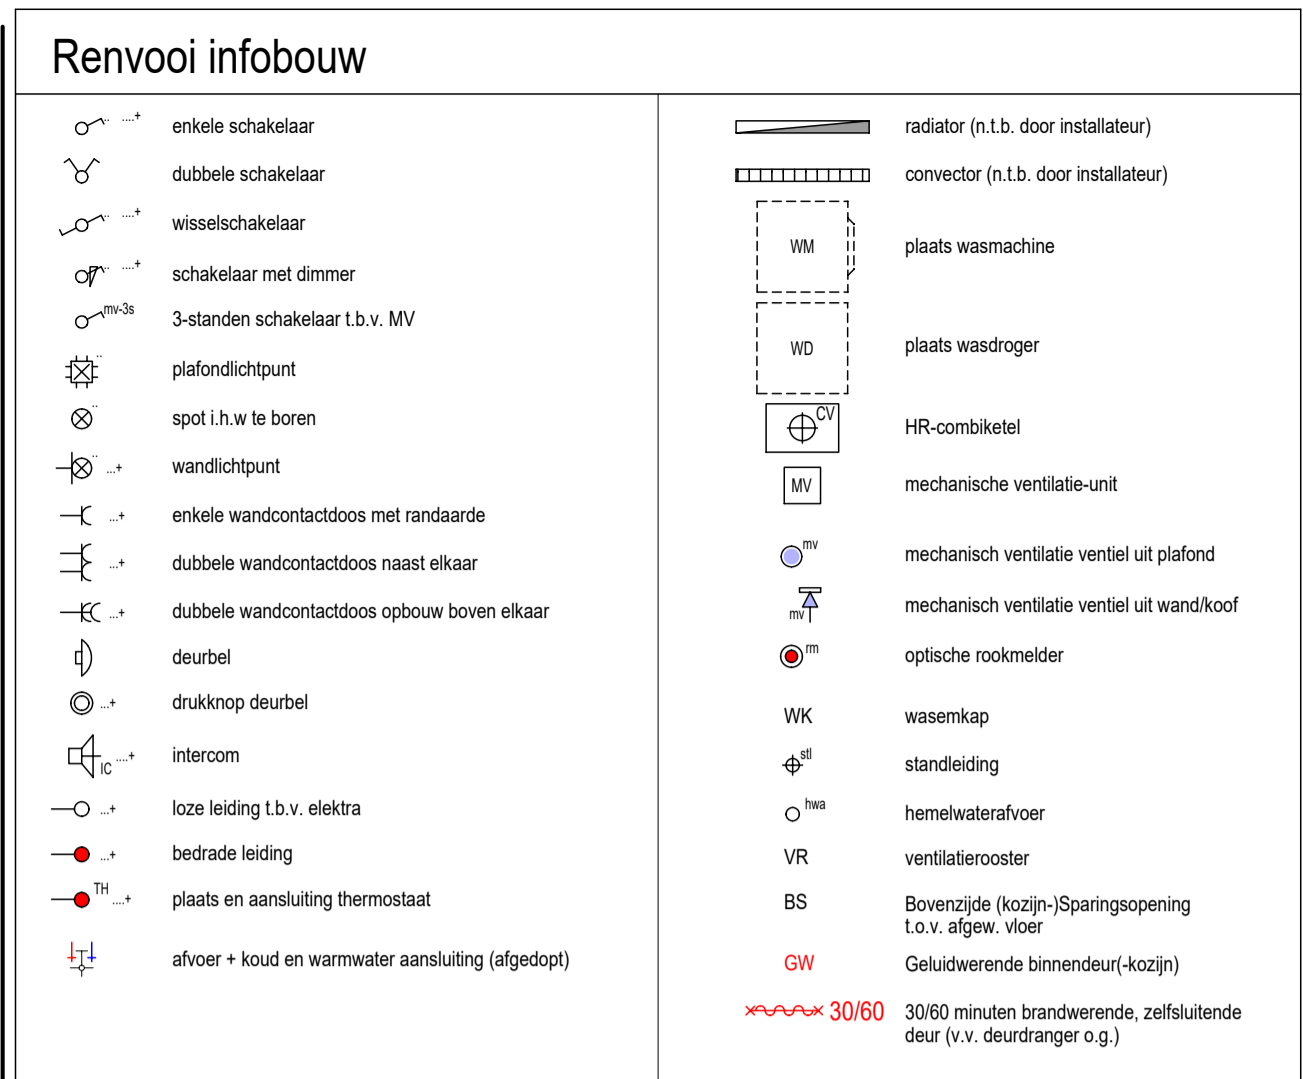 Renvooi infobouw
.. ....+ enkele schakelaar
dubbele schakelaar
.. ....+ wisselschakelaar
.. ....+ schakelaar met dimmer
mv-3s 3-standen schakelaar t.b.v. MV
.. plafondlichtpunt
.. spot i.h.w te boren
.. ...+ wandlichtpunt
...+ enkele wandcontactdoos met randaarde
...+ dubbele wandcontactdoos naast elkaar
...+ dubbele wandcontactdoos opbouw boven elkaar
deurbel
...+ drukknop deurbel
IC ....+ intercom
...+ loze leiding t.b.v. elektra
...+ bedrade leiding
TH ....+ plaats en aansluiting thermostaat
afvoer + koud en warmwater aansluiting (afgedopt)
radiator (n.t.b. door installateur)
convector (n.t.b. door installateur)
WM plaats wasmachine
WD plaats wasdroger
CV HR-combiketel
MV mechanische ventilatie-unit
mv mechanisch ventilatie ventiel uit plafond
mv mechanisch ventilatie ventiel uit wand/koof
rm optische rookmelder
WK wasemkap
stl standleiding
hwa hemelwaterafvoer
VR ventilatierooster
BS Bovenzijde (kozijn-)Sparingsopening
t.o.v. afgew. vloer
GW Geluidwerende binnendeur(-kozijn)
30/60 30/60 minuten brandwerende, zelfsluitende
deur (v.v. deurdranger o.g.)